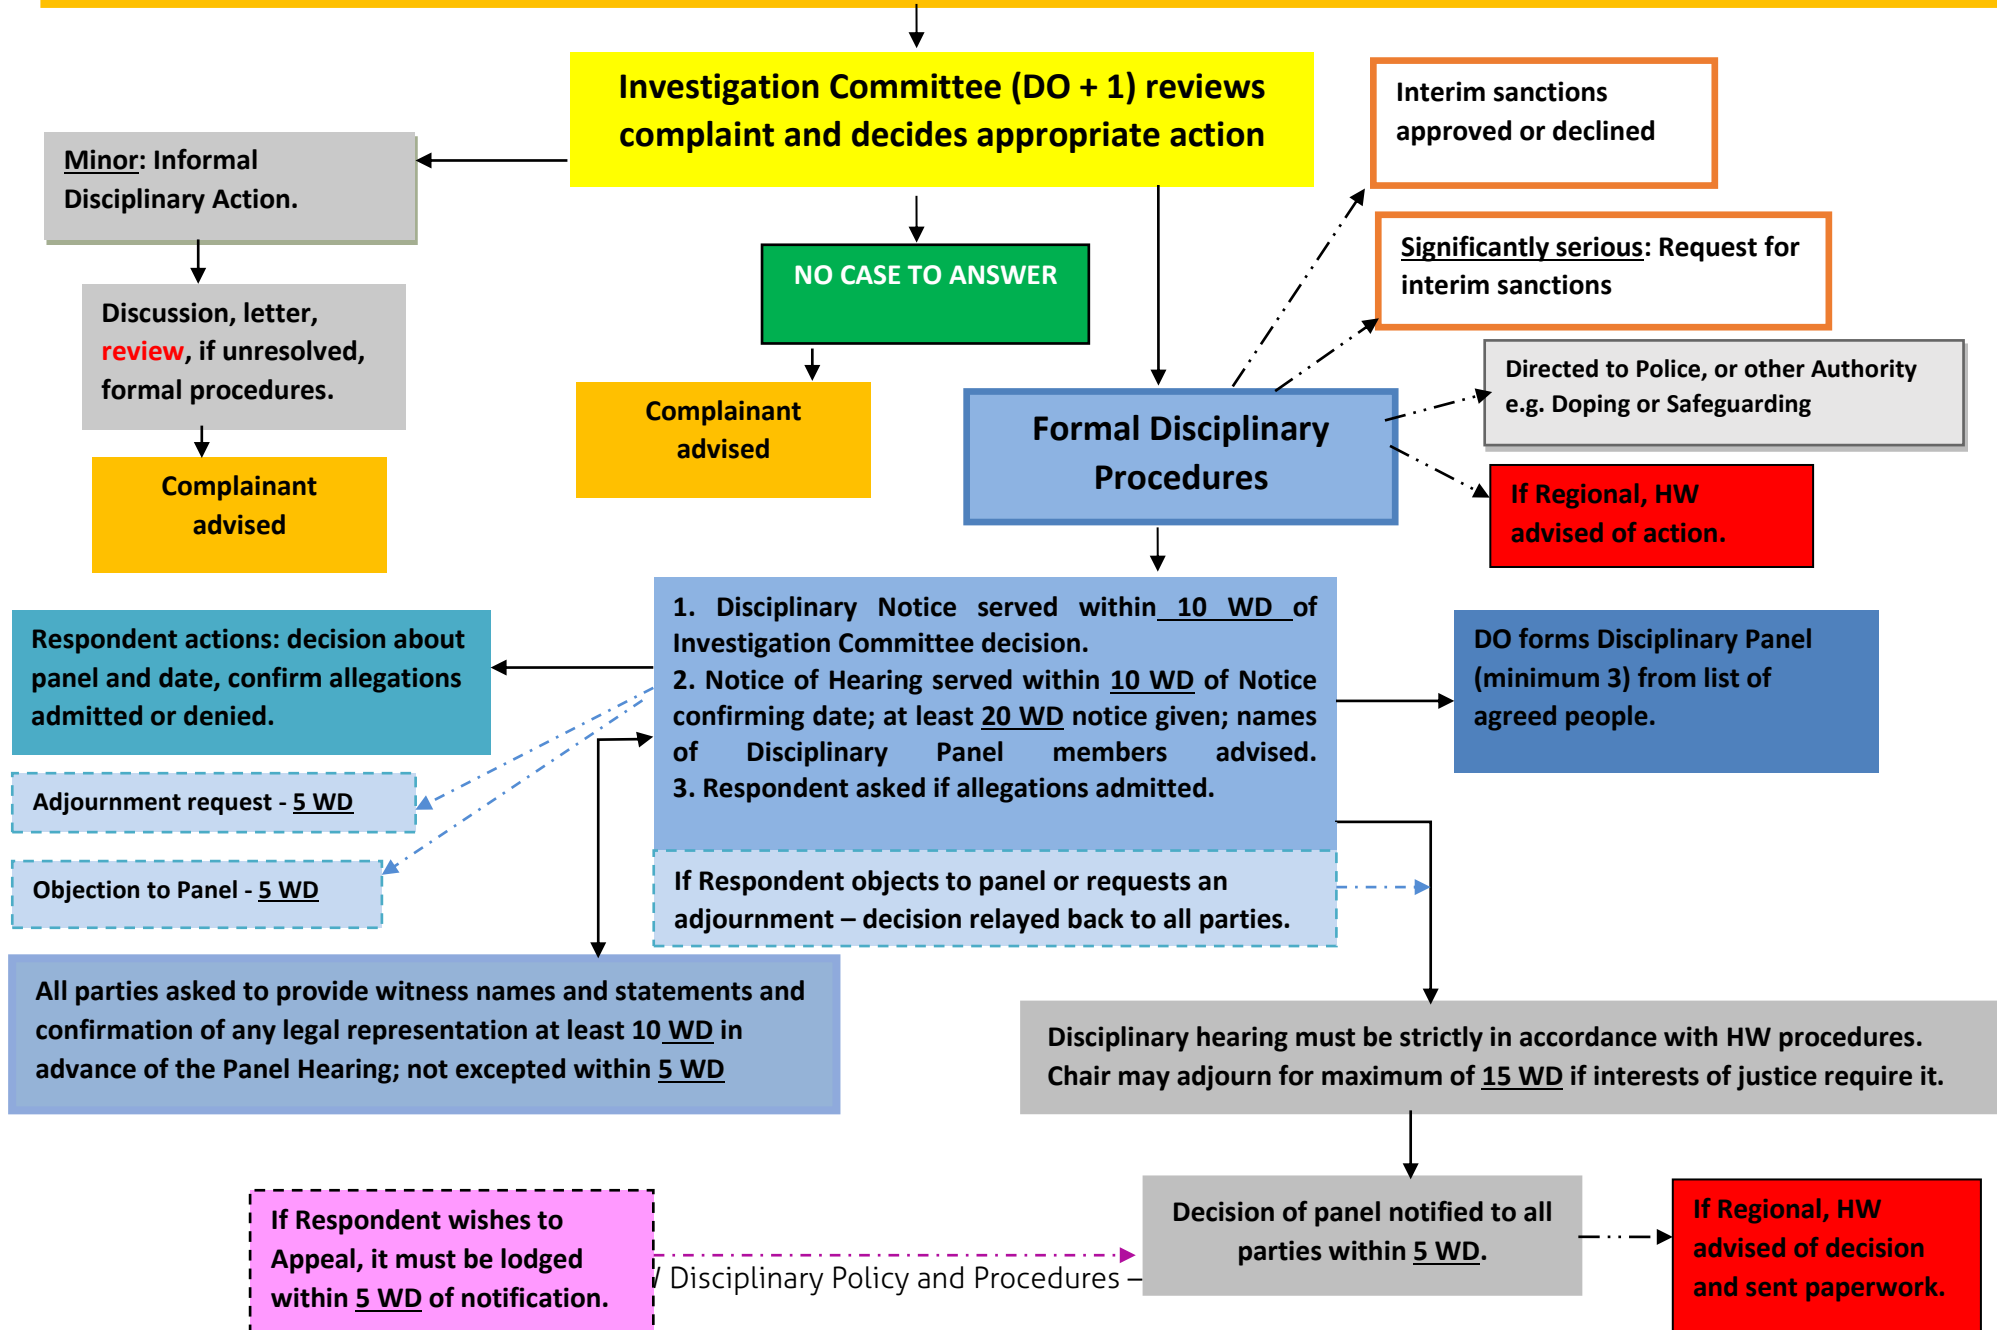 Investigation Committee (DO + 1) reviews
complaint and decides appropriate action
Interim sanctions
approved or declined
Minor: Informal
Disciplinary Action.
Significantly serious: Request for
interim sanctions
NO CASE TO ANSWER
Discussion, letter,
review, if unresolved,
formal procedures.
Directed to Police, or other Authority
e.g. Doping or Safeguarding
Complainant
advised
Formal Disciplinary
Procedures
Complainant
advised
If Regional, HW
advised of action.
1. Disciplinary Notice served within 10 WD of
Investigation Committee decision.
2. Notice of Hearing served within 10 WD of Notice
confirming date; at least 20 WD notice given; names
of Disciplinary Panel members advised.
3. Respondent asked if allegations admitted.
Respondent actions: decision about
panel and date, confirm allegations
admitted or denied.
DO forms Disciplinary Panel
(minimum 3) from list of
agreed people.
Adjournment request - 5 WD
Objection to Panel - 5 WD
If Respondent objects to panel or requests an
adjournment – decision relayed back to all parties.
All parties asked to provide witness names and statements and
confirmation of any legal representation at least 10 WD in
advance of the Panel Hearing; not excepted within 5 WD
Disciplinary hearing must be strictly in accordance with HW procedures.
Chair may adjourn for maximum of 15 WD if interests of justice require it.
Decision of panel notified to all
parties within 5 WD.
If Regional, HW
advised of decision
and sent paperwork.
If Respondent wishes to
Appeal, it must be lodged
within 5 WD of notification.
Disciplinary Policy and Procedures –